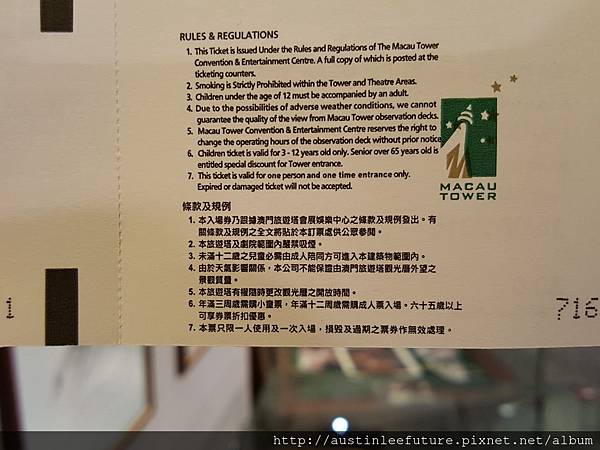 RULES & REGULATIONS
1. This Ticket is Issued Under the Rules and Regulations of The Macau Tower
Convention & Entertainment Centre. A full copy of which is posted at the
ticketing counters.
2. Smoking is Strictly Prohibited within the Tower and Theatre Areas.
3. Children under the age of 12 must be accompanied by an adult.
4. Due to the possibilities of adverse weather conditions, we cannot
guarantee the quality of the view from Macau Tower observation decks.
5. Macau Tower Convention & Entertainment Centre reserves the right to
change the operating hours of the observation deck without prior notice
6. Children ticket is valid for 3 - 12 years old only. Senior over 65 years old is
entitled special discount for Tower entrance.
7. This ticket is valid for one person and one time entrance only.
Expired or damaged ticket will not be accepted.
MACAU
TOWER
條款及規例
1. 本入場券乃跟據澳門旅遊塔會展娛樂中心之條款及規例發出。有
關條款及規例之全文將貼於本訂票處供公眾參閱。
2. 本旅遊塔及劇院範圍內嚴禁吸煙。
3. 未滿十二歲之兒童必需由成人陪同方可進入本建築物範圍內。
4. 由於天氣影響關係，本公司不能保證由澳門旅遊塔觀光層外望之
景觀質量。
5. 本旅遊塔有權隨時更改觀光層之開放時間。
6. 年滿三周歲需購小童票，年滿十二周歲需購成人票入場。六十五歲以上
可享券票折扣優惠。
7. 本票只限一人使用及一次入場，損毀及過期之票券作無效處理。
1
716
http://austinleefuture.pixnet.net/album